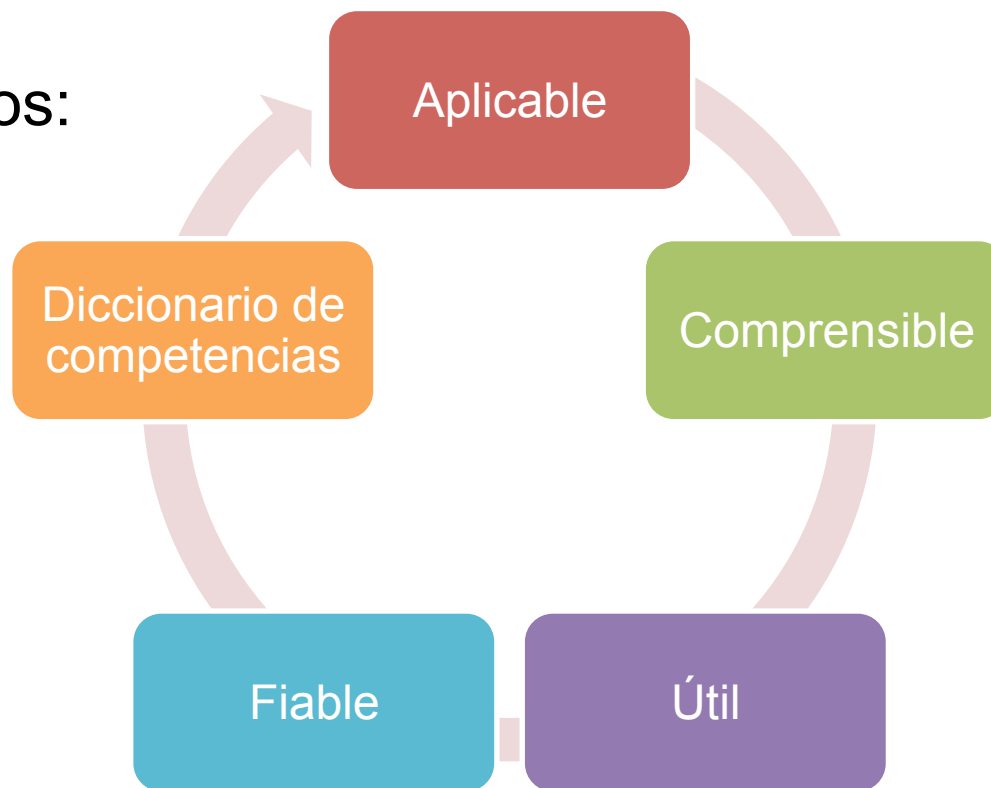 os:
Aplicable
Comprensible
Útil
Fiable
Diccionario de
competencias